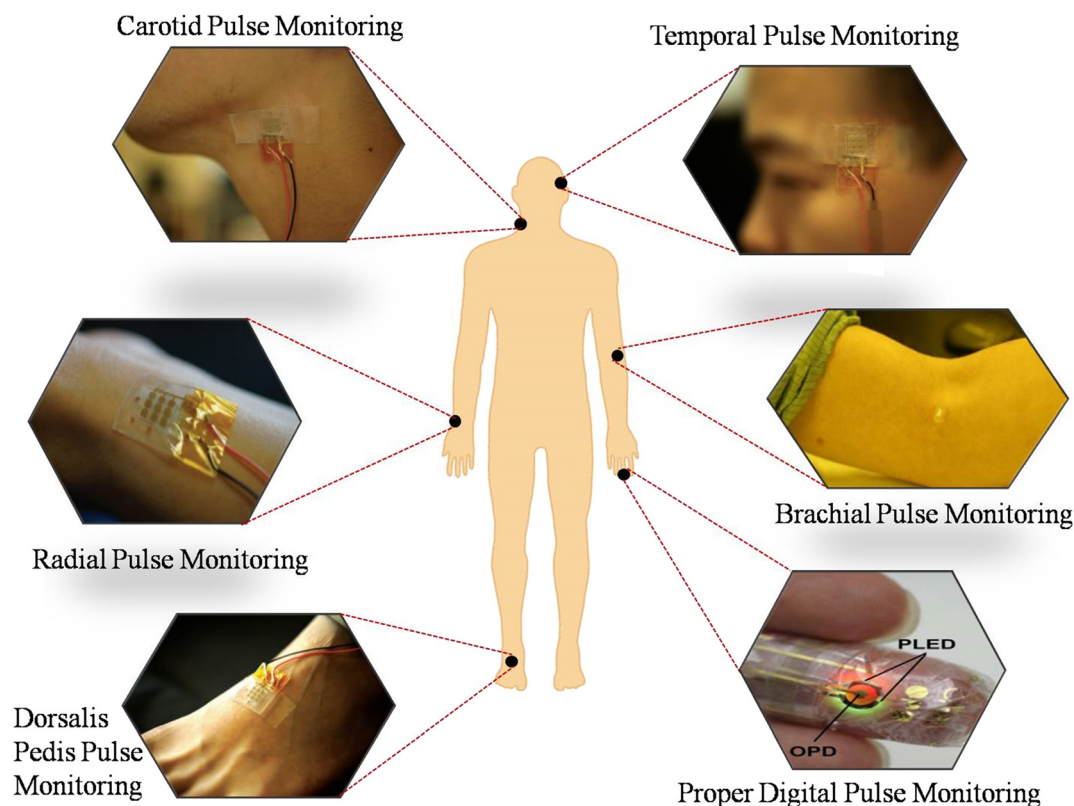 Carotid Pulse Monitoring
Temporal Pulse Monitoring
Radial Pulse Monitoring
Brachial Pulse Monitoring
Dorsalis
Pedis Pulse
Monitoring
PLED
OPD
Proper Digital Pulse Monitoring